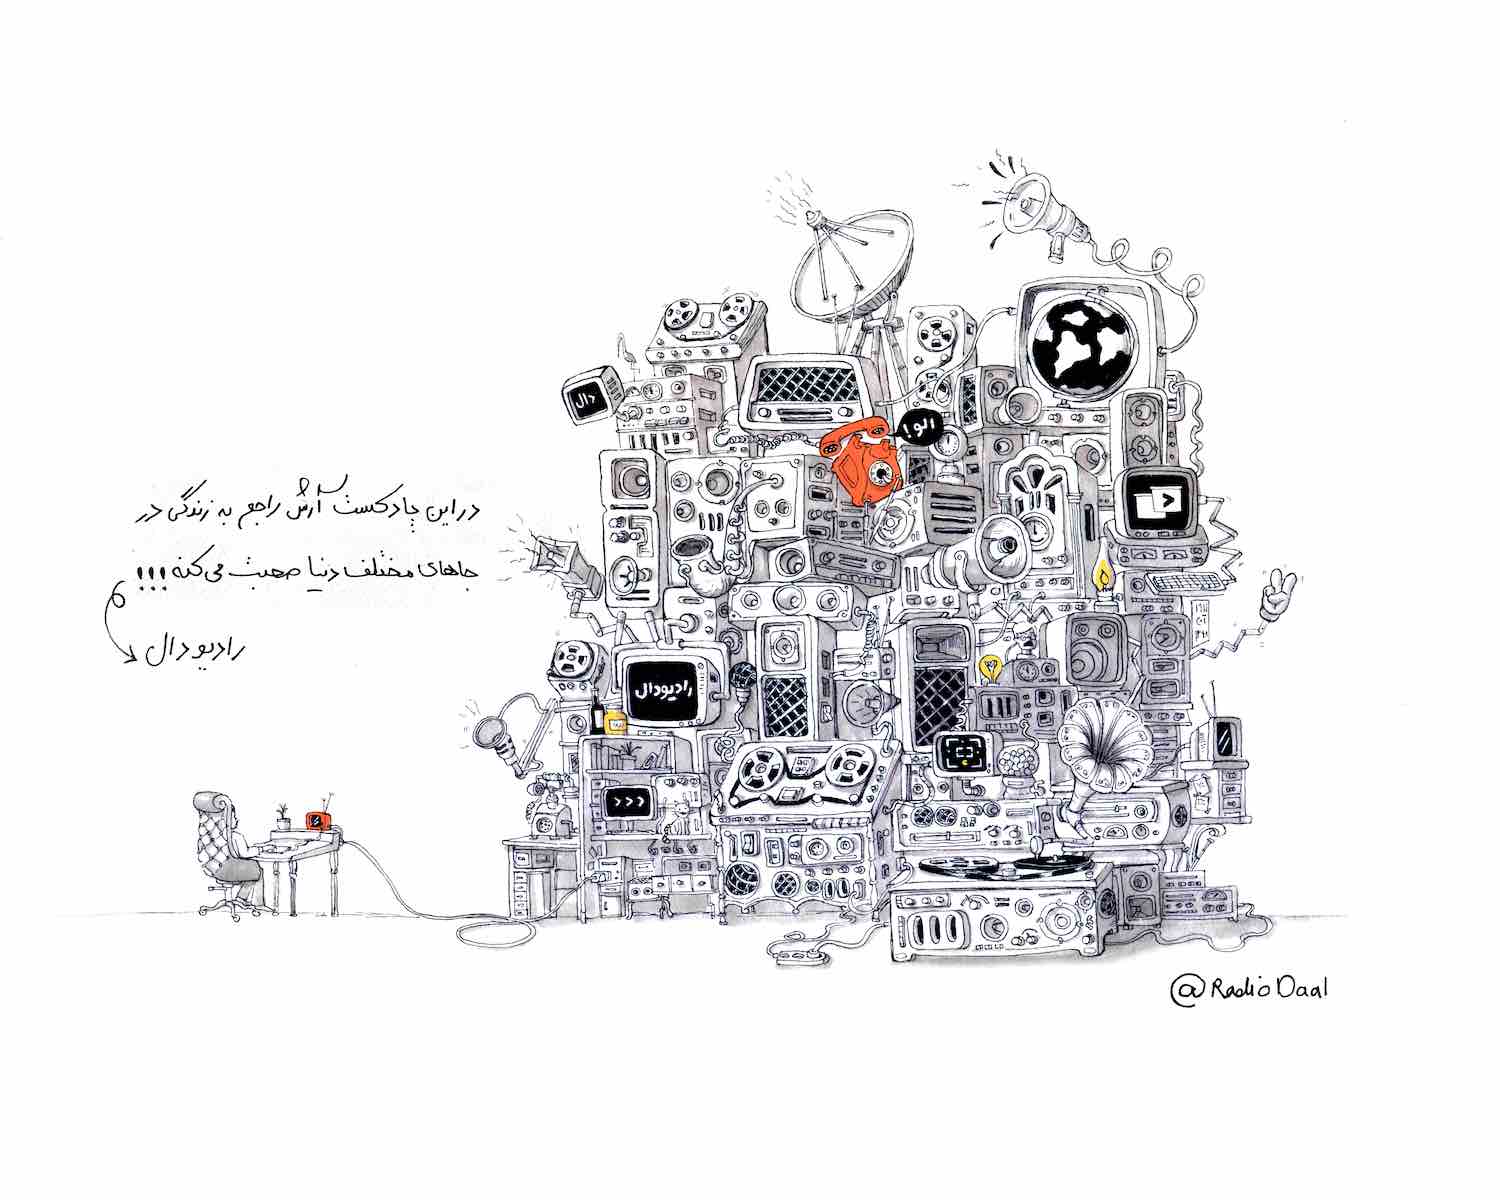 دال
الو!
در این پادکست آرش راجع به زندگی در
جاهای مختلف دنیا صحبت می‌کنه!!!
رادیو دال
رادیودال
>>>
@RadioDaal